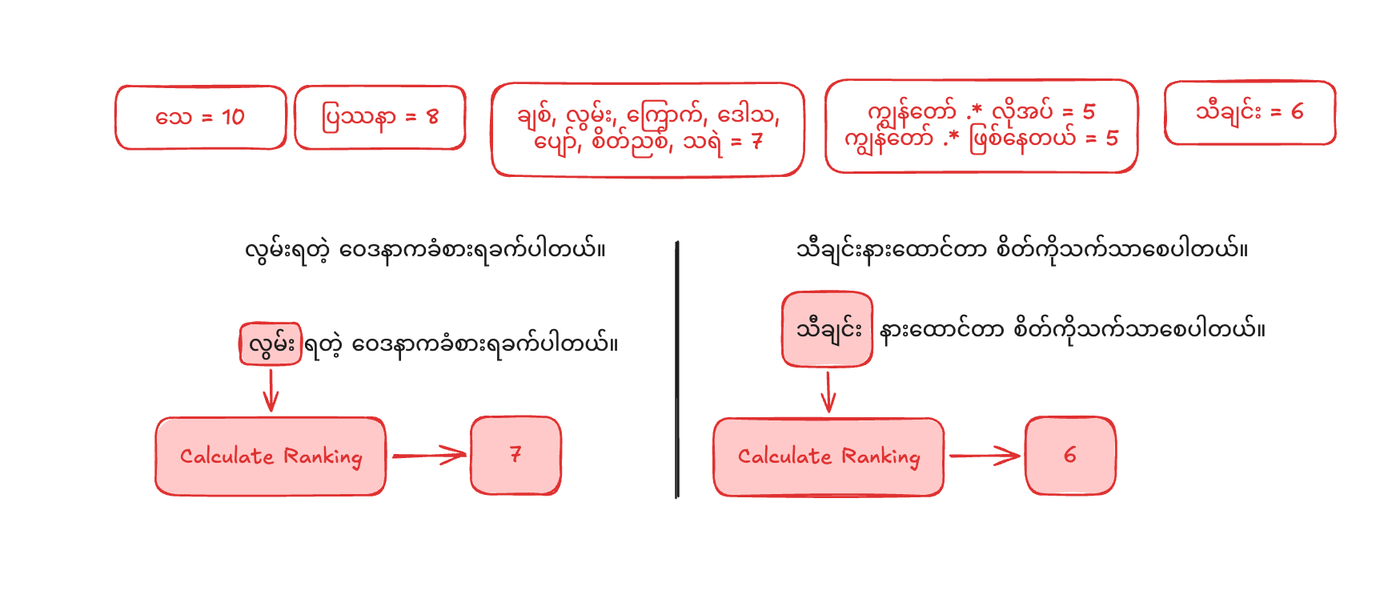 သေ = 10
ပြဿနာ = 8
ချစ်, လွမ်း, ကြောက်, ဒေါသ,
ပျော်, စိတ်ညစ်, သရဲ = 7
ကျွန်တော် .* လိုအပ် = 5
ကျွန်တော် .* ဖြစ်နေတယ် = 5
သီချင်း = 6
လွမ်းရတဲ့ ဝေဒနာကခံစားရခက်ပါတယ်။
လွမ်း ရတဲ့ ဝေဒနာကခံစားရခက်ပါတယ်။
Calculate Ranking
7
သီချင်းနားထောင်တာ စိတ်ကိုသက်သာစေပါတယ်။
သီချင်း နားထောင်တာ စိတ်ကိုသက်သာစေပါတယ်။
Calculate Ranking
6